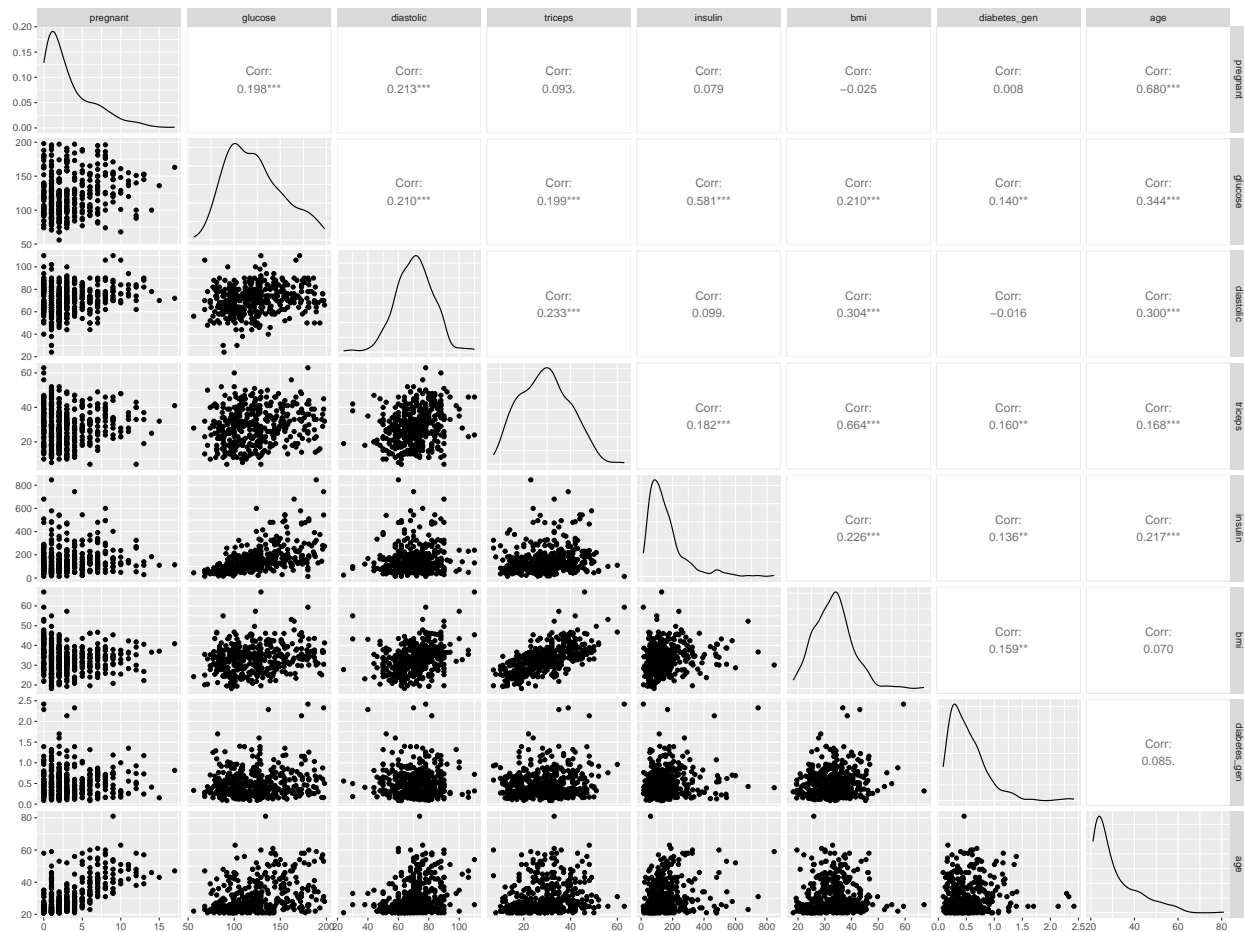 pregnant glucose diastolic triceps insulin bmi diabetes_gen age
0.20
0.15
0.10
0.05
0.00
Corr: Corr: Corr: Corr: Corr: Corr: Corr:
0.198*** 0.213*** 0.093. 0.079 −0.025 0.008 0.680***
pregnant
200
150
100
50
Corr: Corr: Corr: Corr: Corr: Corr:
0.210*** 0.199*** 0.581*** 0.210*** 0.140** 0.344***
glucose
100
80
60
40
20
Corr: Corr: Corr: Corr: Corr:
0.233*** 0.099. 0.304*** −0.016 0.300***
diastolic
60
40
20
Corr: Corr: Corr: Corr:
0.182*** 0.664*** 0.160** 0.168***
triceps
800
600
400
200
0
Corr: Corr: Corr:
0.226*** 0.136** 0.217***
insulin
60
50
40
30
20
Corr: Corr:
0.159** 0.070
bmi
2.5
2.0
1.5
1.0
0.5
0.0
Corr:
0.085.
diabetes_gen
80
60
40
20
age
0 5 10 15 50 100 150 200 20 40 60 80 100 20 40 60 0 200 400 600 800 20 30 40 50 60 0.0 0.5 1.0 1.5 2.0 2.5 20 40 60 80